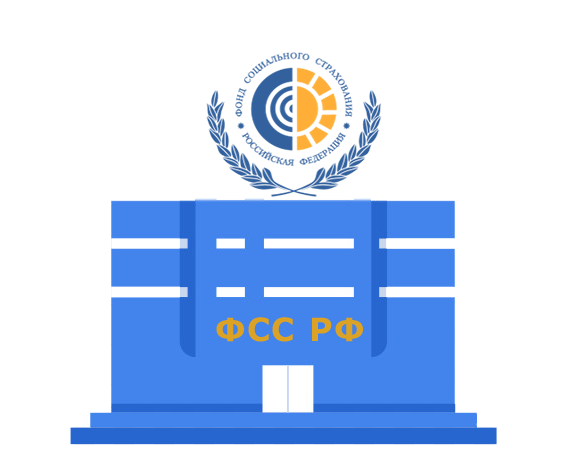 ФОНД СОЦИАЛЬНОГО СТРАХОВАНИЯ
РОССИЙСКАЯ ФЕДЕРАЦИЯ
ФСС РФ